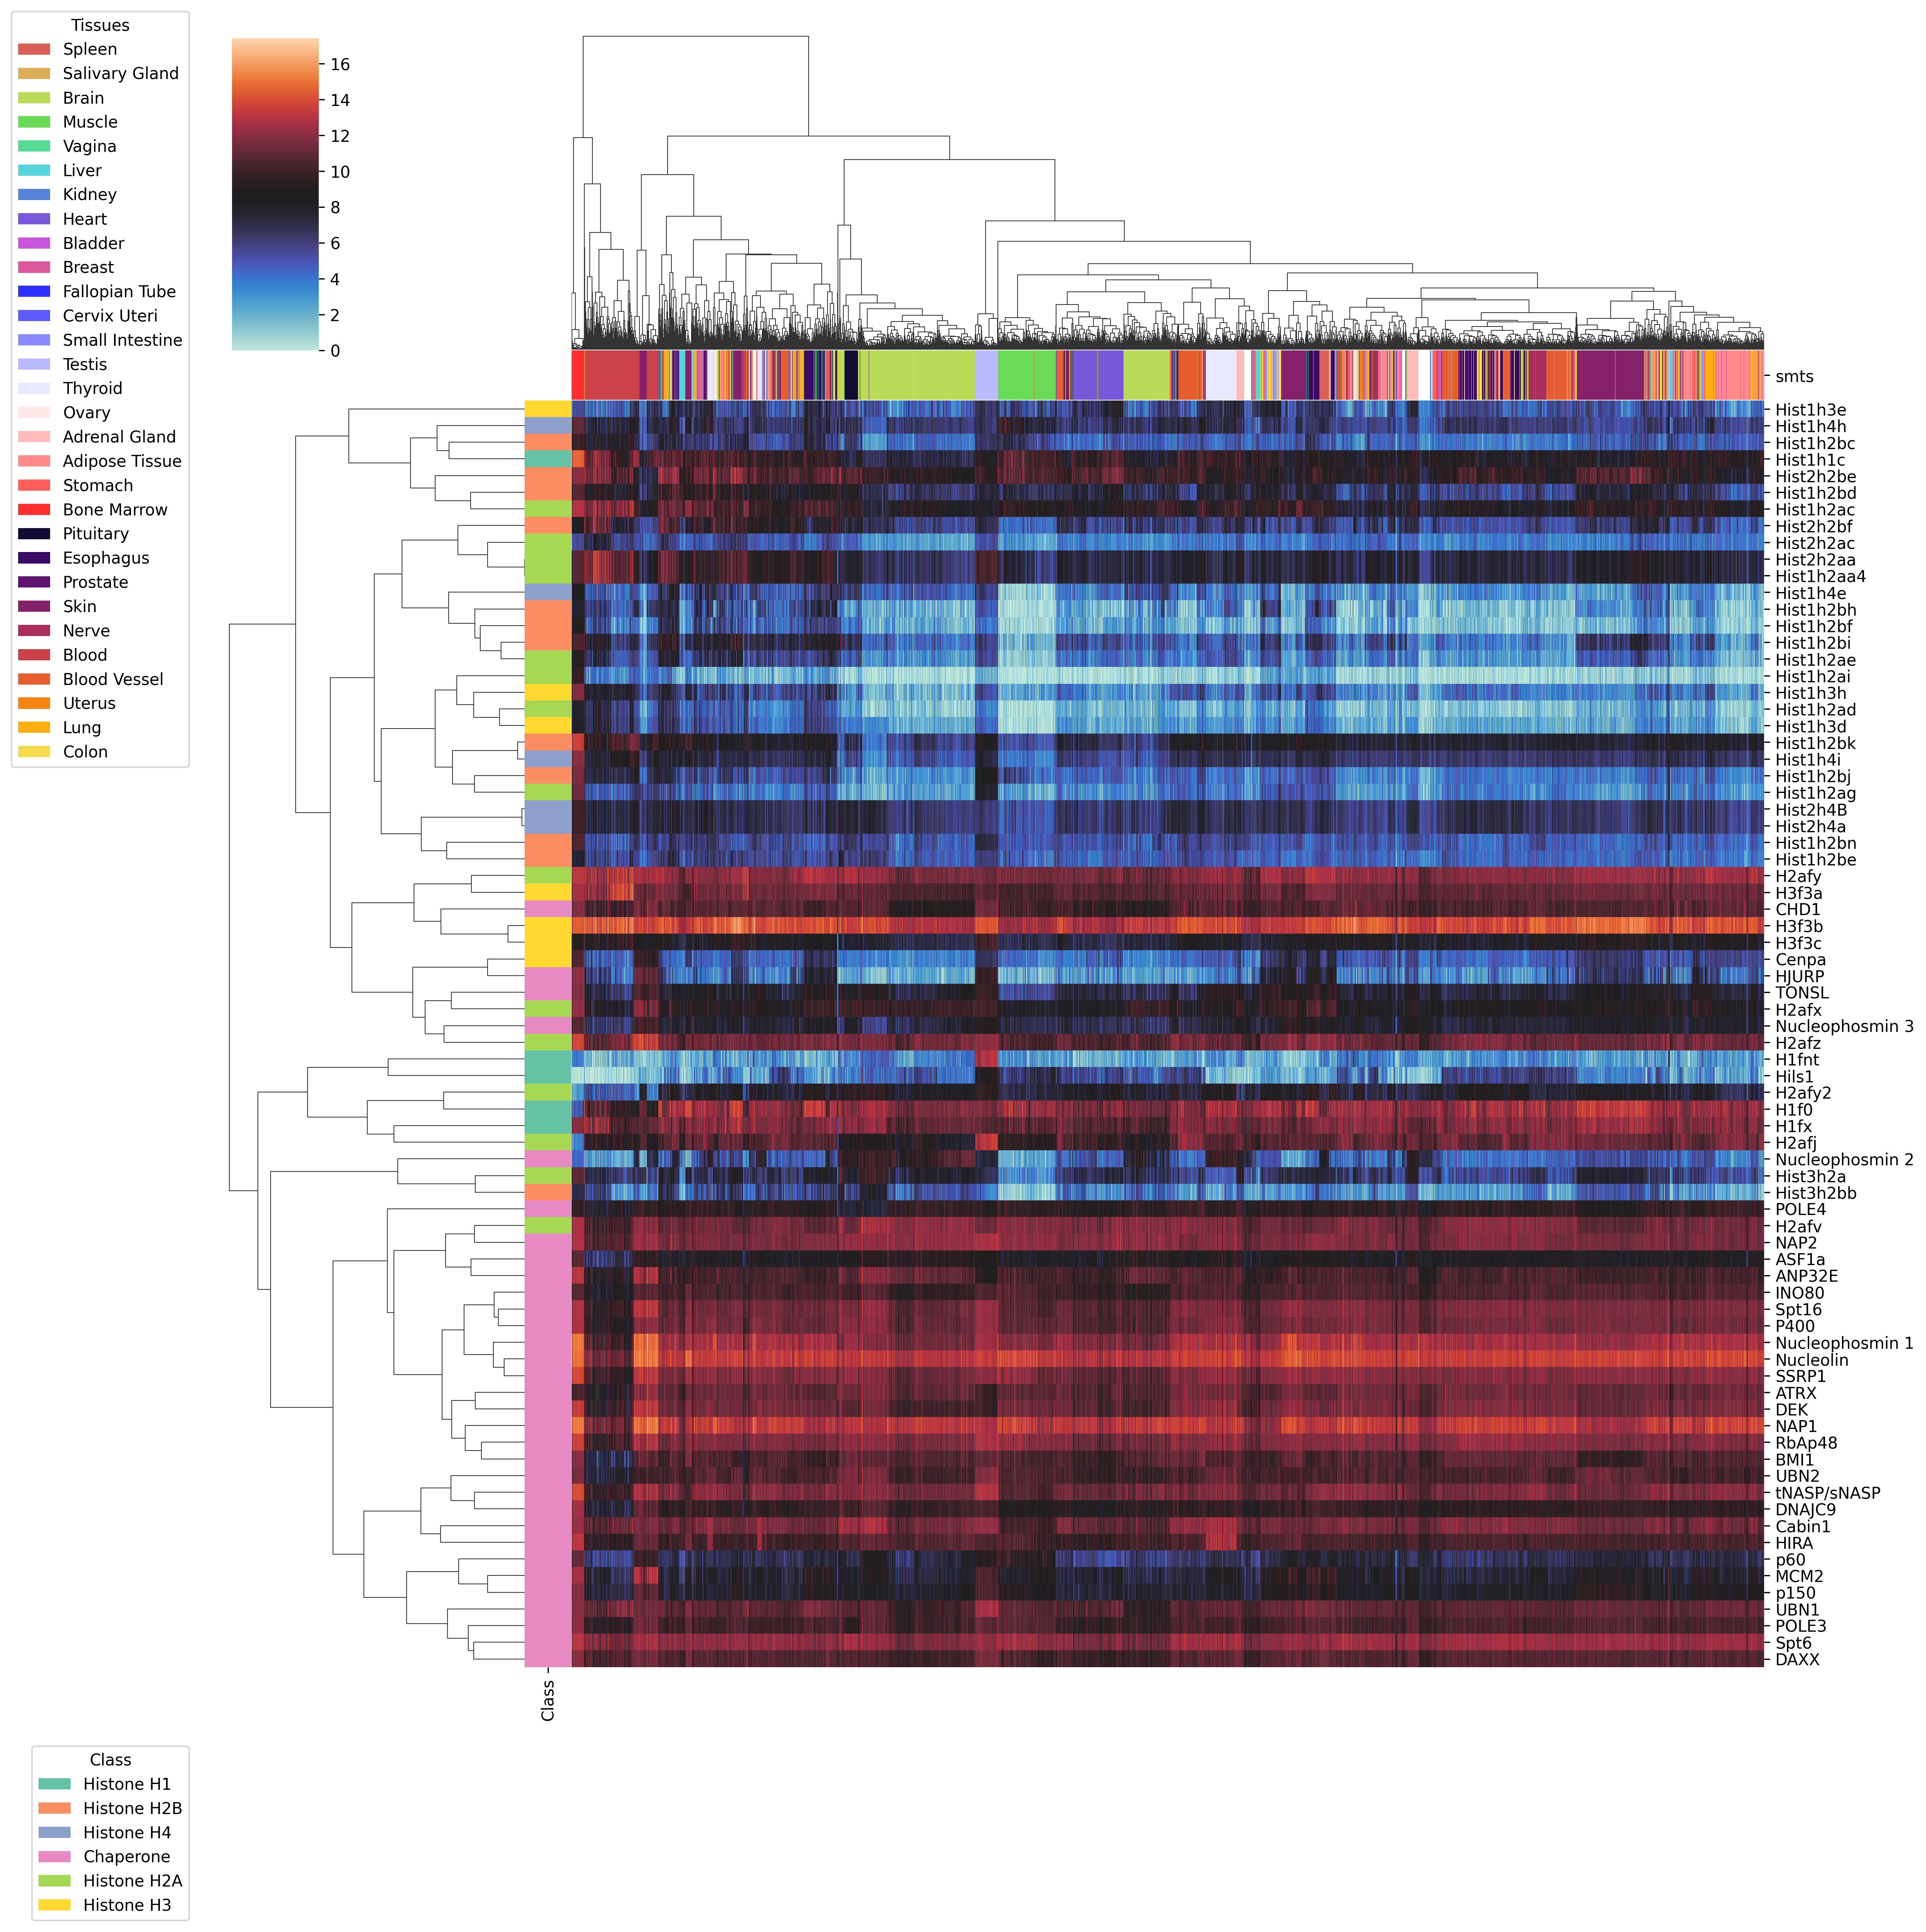 Tissues
Spleen
Salivary Gland
Brain
Muscle
Vagina
Liver
Kidney
Heart
Bladder
Breast
Fallopian Tube
Cervix Uteri
Small Intestine
Testis
Thyroid
Ovary
Adrenal Gland
Adipose Tissue
Stomach
Bone Marrow
Pituitary
Esophagus
Prostate
Skin
Nerve
Blood
Blood Vessel
Uterus
Lung
Colon
16
14
12
10
8
6
4
2
0
smts
Hist1h3e
Hist1h4h
Hist1h2bc
Hist1h1c
Hist2h2be
Hist1h2bd
Hist1h2ac
Hist2h2bf
Hist2h2ac
Hist2h2aa
Hist1h2aa4
Hist1h4e
Hist1h2bh
Hist1h2bf
Hist1h2bi
Hist1h2ae
Hist1h2ai
Hist1h3h
Hist1h2ad
Hist1h3d
Hist1h2bk
Hist1h4i
Hist1h2bj
Hist1h2ag
Hist2h4B
Hist2h4a
Hist1h2bn
Hist1h2be
H2afy
H3f3a
CHD1
H3f3b
H3f3c
Cenpa
HJURP
TONSL
H2afx
Nucleophosmin 3
H2afz
H1fnt
Hils1
H2afy2
H1f0
H1fx
H2afj
Nucleophosmin 2
Hist3h2a
Hist3h2bb
POLE4
H2afv
NAP2
ASF1a
ANP32E
INO80
Spt16
P400
Nucleophosmin 1
Nucleolin
SSRP1
ATRX
DEK
NAP1
RbAp48
BMI1
UBN2
tNASP/sNASP
DNAJC9
Cabin1
HIRA
p60
MCM2
p150
UBN1
POLE3
Spt6
DAXX
Class
Class
Histone H1
Histone H2B
Histone H4
Chaperone
Histone H2A
Histone H3